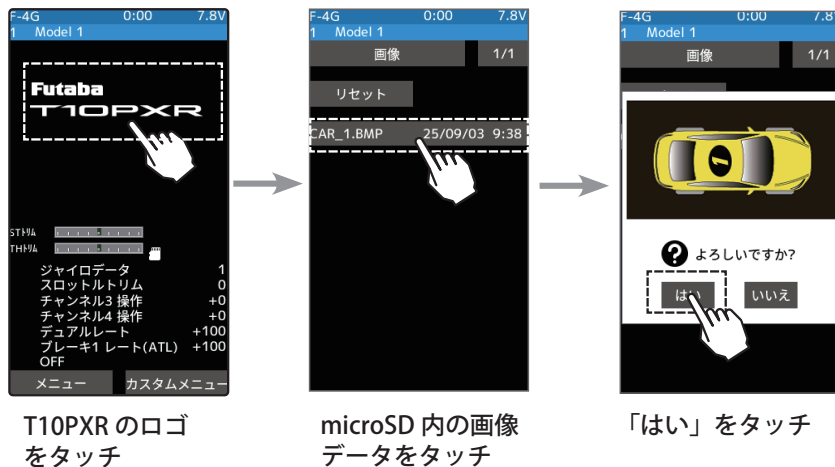 F-4G 0:00 7.8V
1 Model 1
Futaba
T10PXR
STﾄﾘﾑ
THﾄﾘﾑ
ジャイロデータ 1
スロットルトリム 0
チャンネル3 操作 +0
チャンネル4 操作 +0
デュアルレート +100
ブレーキ1 レート(ATL) +100
OFF
メニュー カスタムメニュー
T10PXR のロゴ
をタッチ
F-4G 0:00 7.8V
1 Model 1
画像 1/1
リセット
CAR_1.BMP 25/09/03 9:38
microSD 内の画像
データをタッチ
F-4G 0:00 7.8
1 Model 1
画像 1/1
1
? よろしいですか?
はい いいえ
「はい」をタッチ